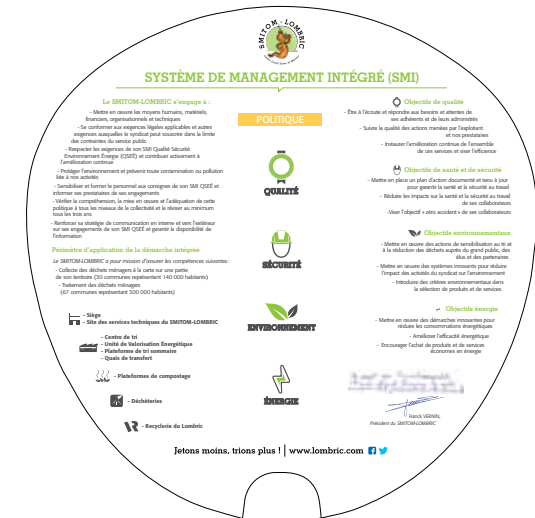 SMITOM - LOMBRIC
SYSTÈME DE MANAGEMENT INTÉGRÉ (SMI)
Le SMITOM-LOMBRIC s'engage à :
- Mettre en œuvre les moyens humains, matériels,
financiers, organisationnels et techniques
- Se conformer aux exigences légales applicables et autres
exigences auxquelles le syndicat peut souscrire dans la limite
des contraintes du service public
- Respecter les exigences de son SMI Qualité Sécurité
Environnement Énergie (QSEÉ) et contribuer activement à
l'amélioration continue
- Protéger l'environnement et prévenir toute contamination ou pollution
liée à nos activités
- Sensibiliser et former le personnel aux consignes de son SMI QSEÉ et
informer ses prestataires de ses engagements
- Vérifier la compréhension, la mise en œuvre et l'adéquation de cette
politique à tous les niveaux de la collectivité et la réviser au minimum
tous les trois ans
- Renforcer sa stratégie de communication en interne et vers l'extérieur
sur ses engagements de son SMI QSEÉ et garantir la disponibilité de
l'information
Périmètre d'application de la démarche intégrée
Le SMITOM-LOMBRIC a pour mission d'assurer les compétences suivantes :
- Collecte des déchets ménagers à la carte sur une partie
de son territoire (50 communes représentant 140 000 habitants)
- Traitement des déchets ménagers
(67 communes représentant 300 000 habitants)
- Siège
- Site des services techniques du SMITOM-LOMBRIC
- Centre de tri
- Unité de Valorisation Énergétique
- Plateforme de tri sommaire
- Quais de transfert
- Plateformes de compostage
- Déchèteries
- Recyclerie du Lombric
POLITIQUE
QUALITÉ
SÉCURITÉ
ENVIRONNEMENT
ÉNERGIE
Objectifs de qualité
- Être à l'écoute et répondre aux besoins et attentes de
ses adhérents et de leurs administrés
- Suivre la qualité des actions menées par l'exploitant
et nos prestataires
- Instaurer l'amélioration continue de l'ensemble
de ces services et viser l'efficience
Objectifs de santé et de sécurité
- Mettre en place un plan d'action documenté et tenu à jour
pour garantir la santé et la sécurité au travail
- Réduire les impacts sur la santé et la sécurité au travail
de ses collaborateurs
-Viser l'objectif « zéro accident » de ses collaborateurs
Objectifs environnementaux
- Mettre en œuvre des actions de sensibilisation au tri et
à la réduction des déchets auprès du grand public, des
élus et des partenaires
- Mettre en œuvre des systèmes innovants pour réduire
l'impact des activités du syndicat sur l'environnement
- Introduire des critères environnementaux dans
la sélection de produits et de services
Objectifs énergie
- Mettre en œuvre des démarches innovantes pour
réduire les consommations énergétiques
- Améliorer l'efficacité énergétique
- Encourager l'achat de produits et de services
économes en énergie
Franck VERNIN,
Président du SMITOM-LOMBRIC
Jetons moins, trions plus ! | www.lombric.com